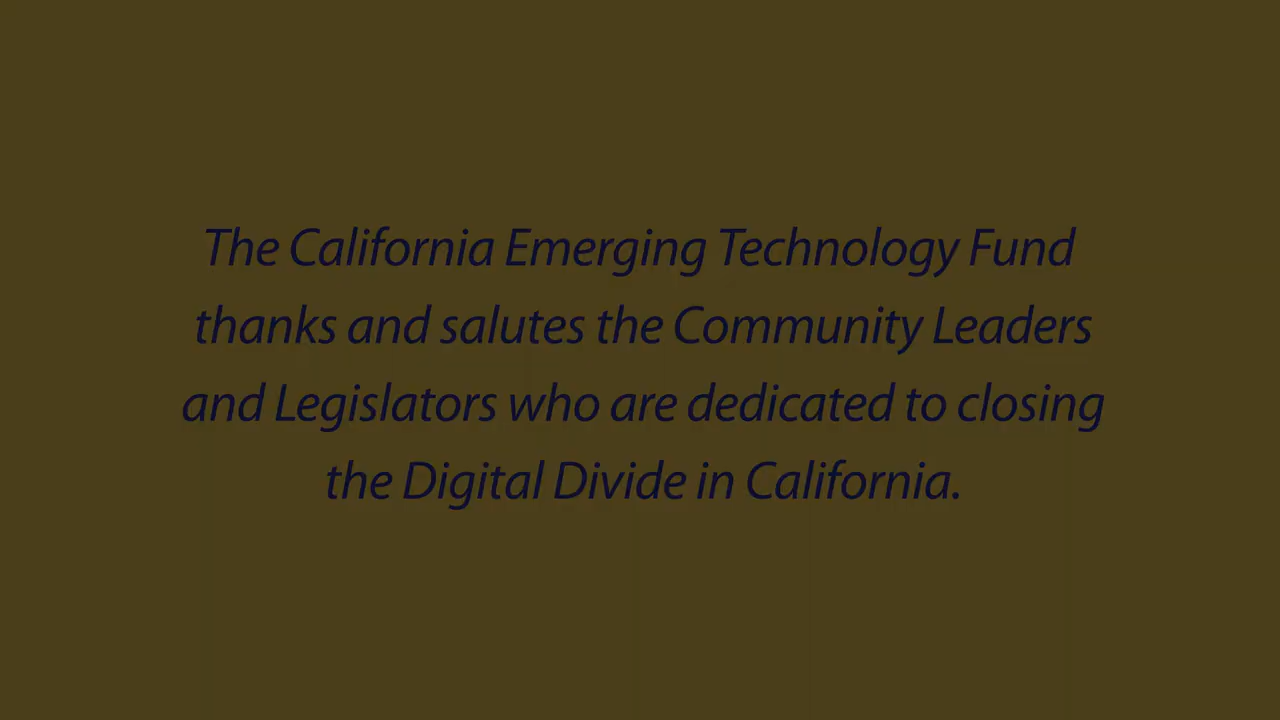 The California Emerging Technology Fund
thanks and salutes the Community Leaders
and Legislators who are dedicated to closing
the Digital Divide in California.